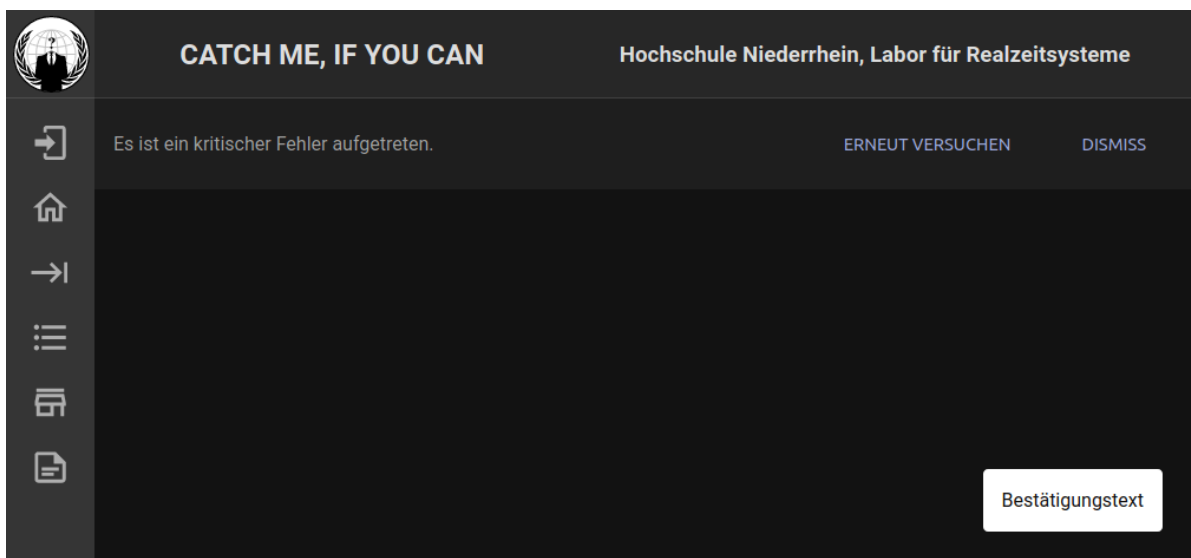 CATCH ME, IF YOU CAN
Hochschule Niederrhein, Labor für Realzeitsysteme
Es ist ein kritischer Fehler aufgetreten.
ERNEUT VERSUCHEN
DISMISS
Bestätigungstext